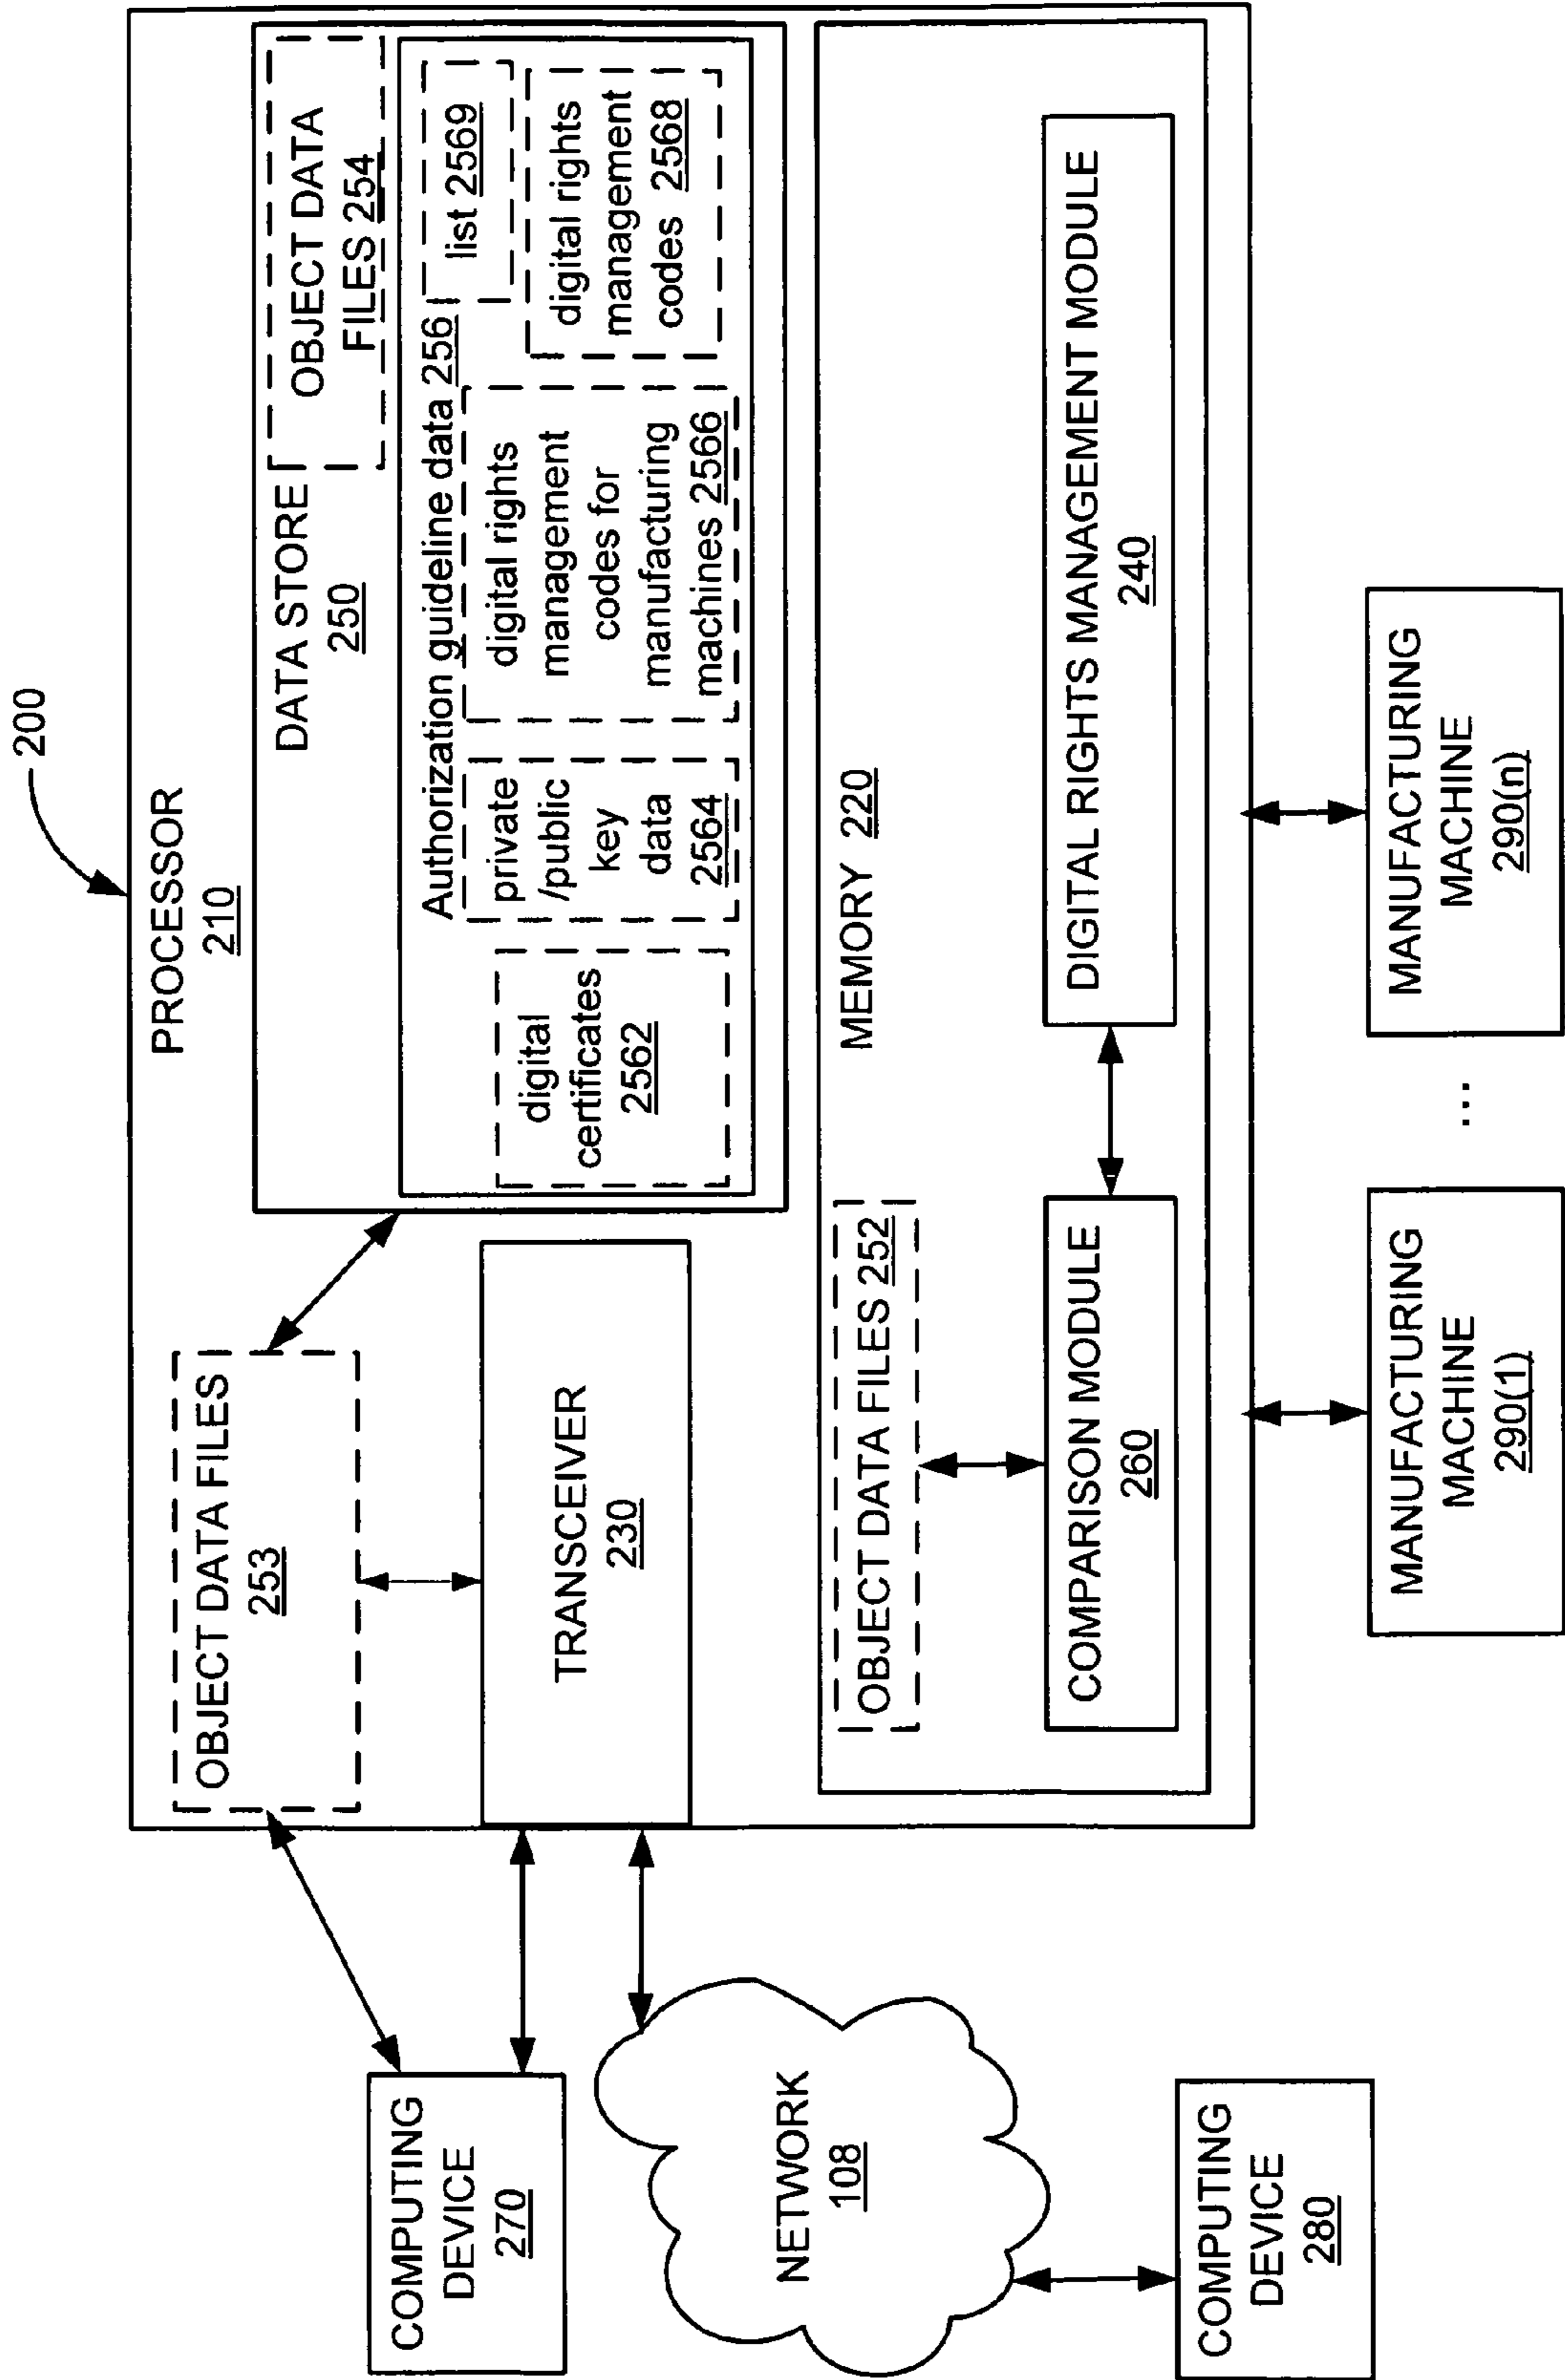 200
PROCESSOR
210
OBJECT DATA FILES
253
TRANSCEIVER
230
DATA STORE
250
OBJECT DATA
FILES 254
Authorization guideline data 256
digital
certificates
2562
private
/public
key
data
2564
digital rights
management
codes for
manufacturing
machines 2566
list 2569
digital rights
management
codes 2568
MEMORY 220
OBJECT DATA FILES 252
COMPARISON MODULE
260
DIGITAL RIGHTS MANAGEMENT MODULE
240
COMPUTING
DEVICE
270
NETWORK
108
COMPUTING
DEVICE
280
MANUFACTURING
MACHINE
290(1)
...
MANUFACTURING
MACHINE
290(n)